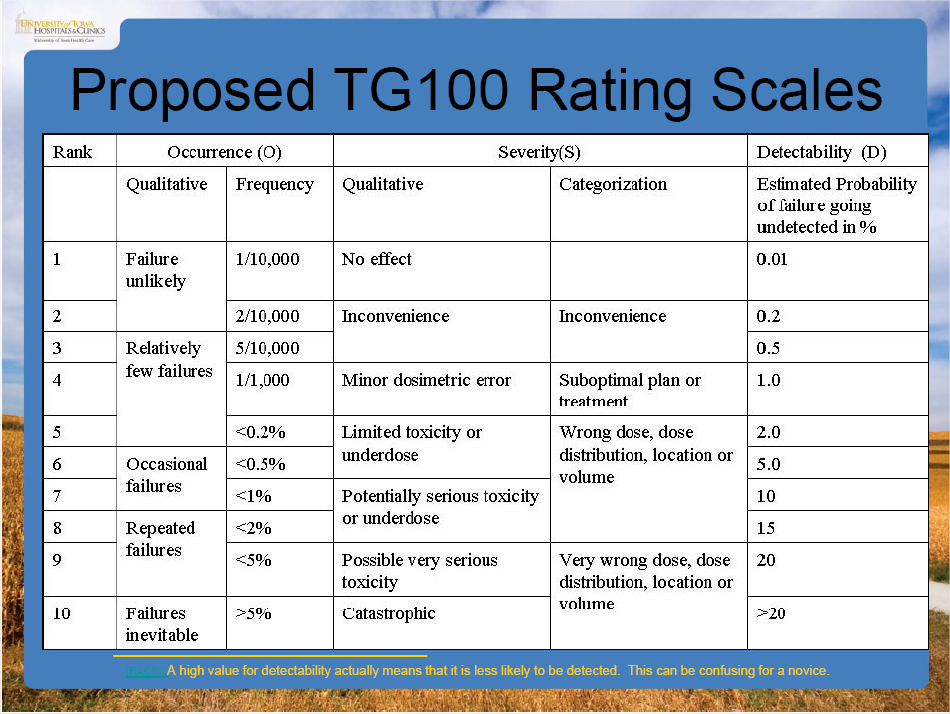 UNIVERSITY of IOWA
HOSPITALS & CLINICS
University of Iowa Health Care
Proposed TG100 Rating Scales
Rank Occurrence (O) Severity(S) Detectability (D)
Qualitative Frequency Qualitative Categorization Estimated Probability
of failure going
undetected in %
1 Failure 1/10,000 No effect 0.01
unlikely
2 2/10,000 Inconvenience Inconvenience 0.2
3 Relatively 5/10,000 0.5
few failures
4 1/1,000 Minor dosimetric error Suboptimal plan or 1.0
treatment
5 <0.2% Limited toxicity or Wrong dose, dose 2.0
underdose distribution, location or
6 Occasional <0.5% volume 5.0
failures
7 <1% Potentially serious toxicity 10
or underdose
8 Repeated <2% 15
failures
9 <5% Possible very serious Very wrong dose, dose 20
toxicity distribution, location or
volume
10 Failures >5% Catastrophic >20
inevitable
A high value for detectability actually means that it is less likely to be detected. This can be confusing for a novice.